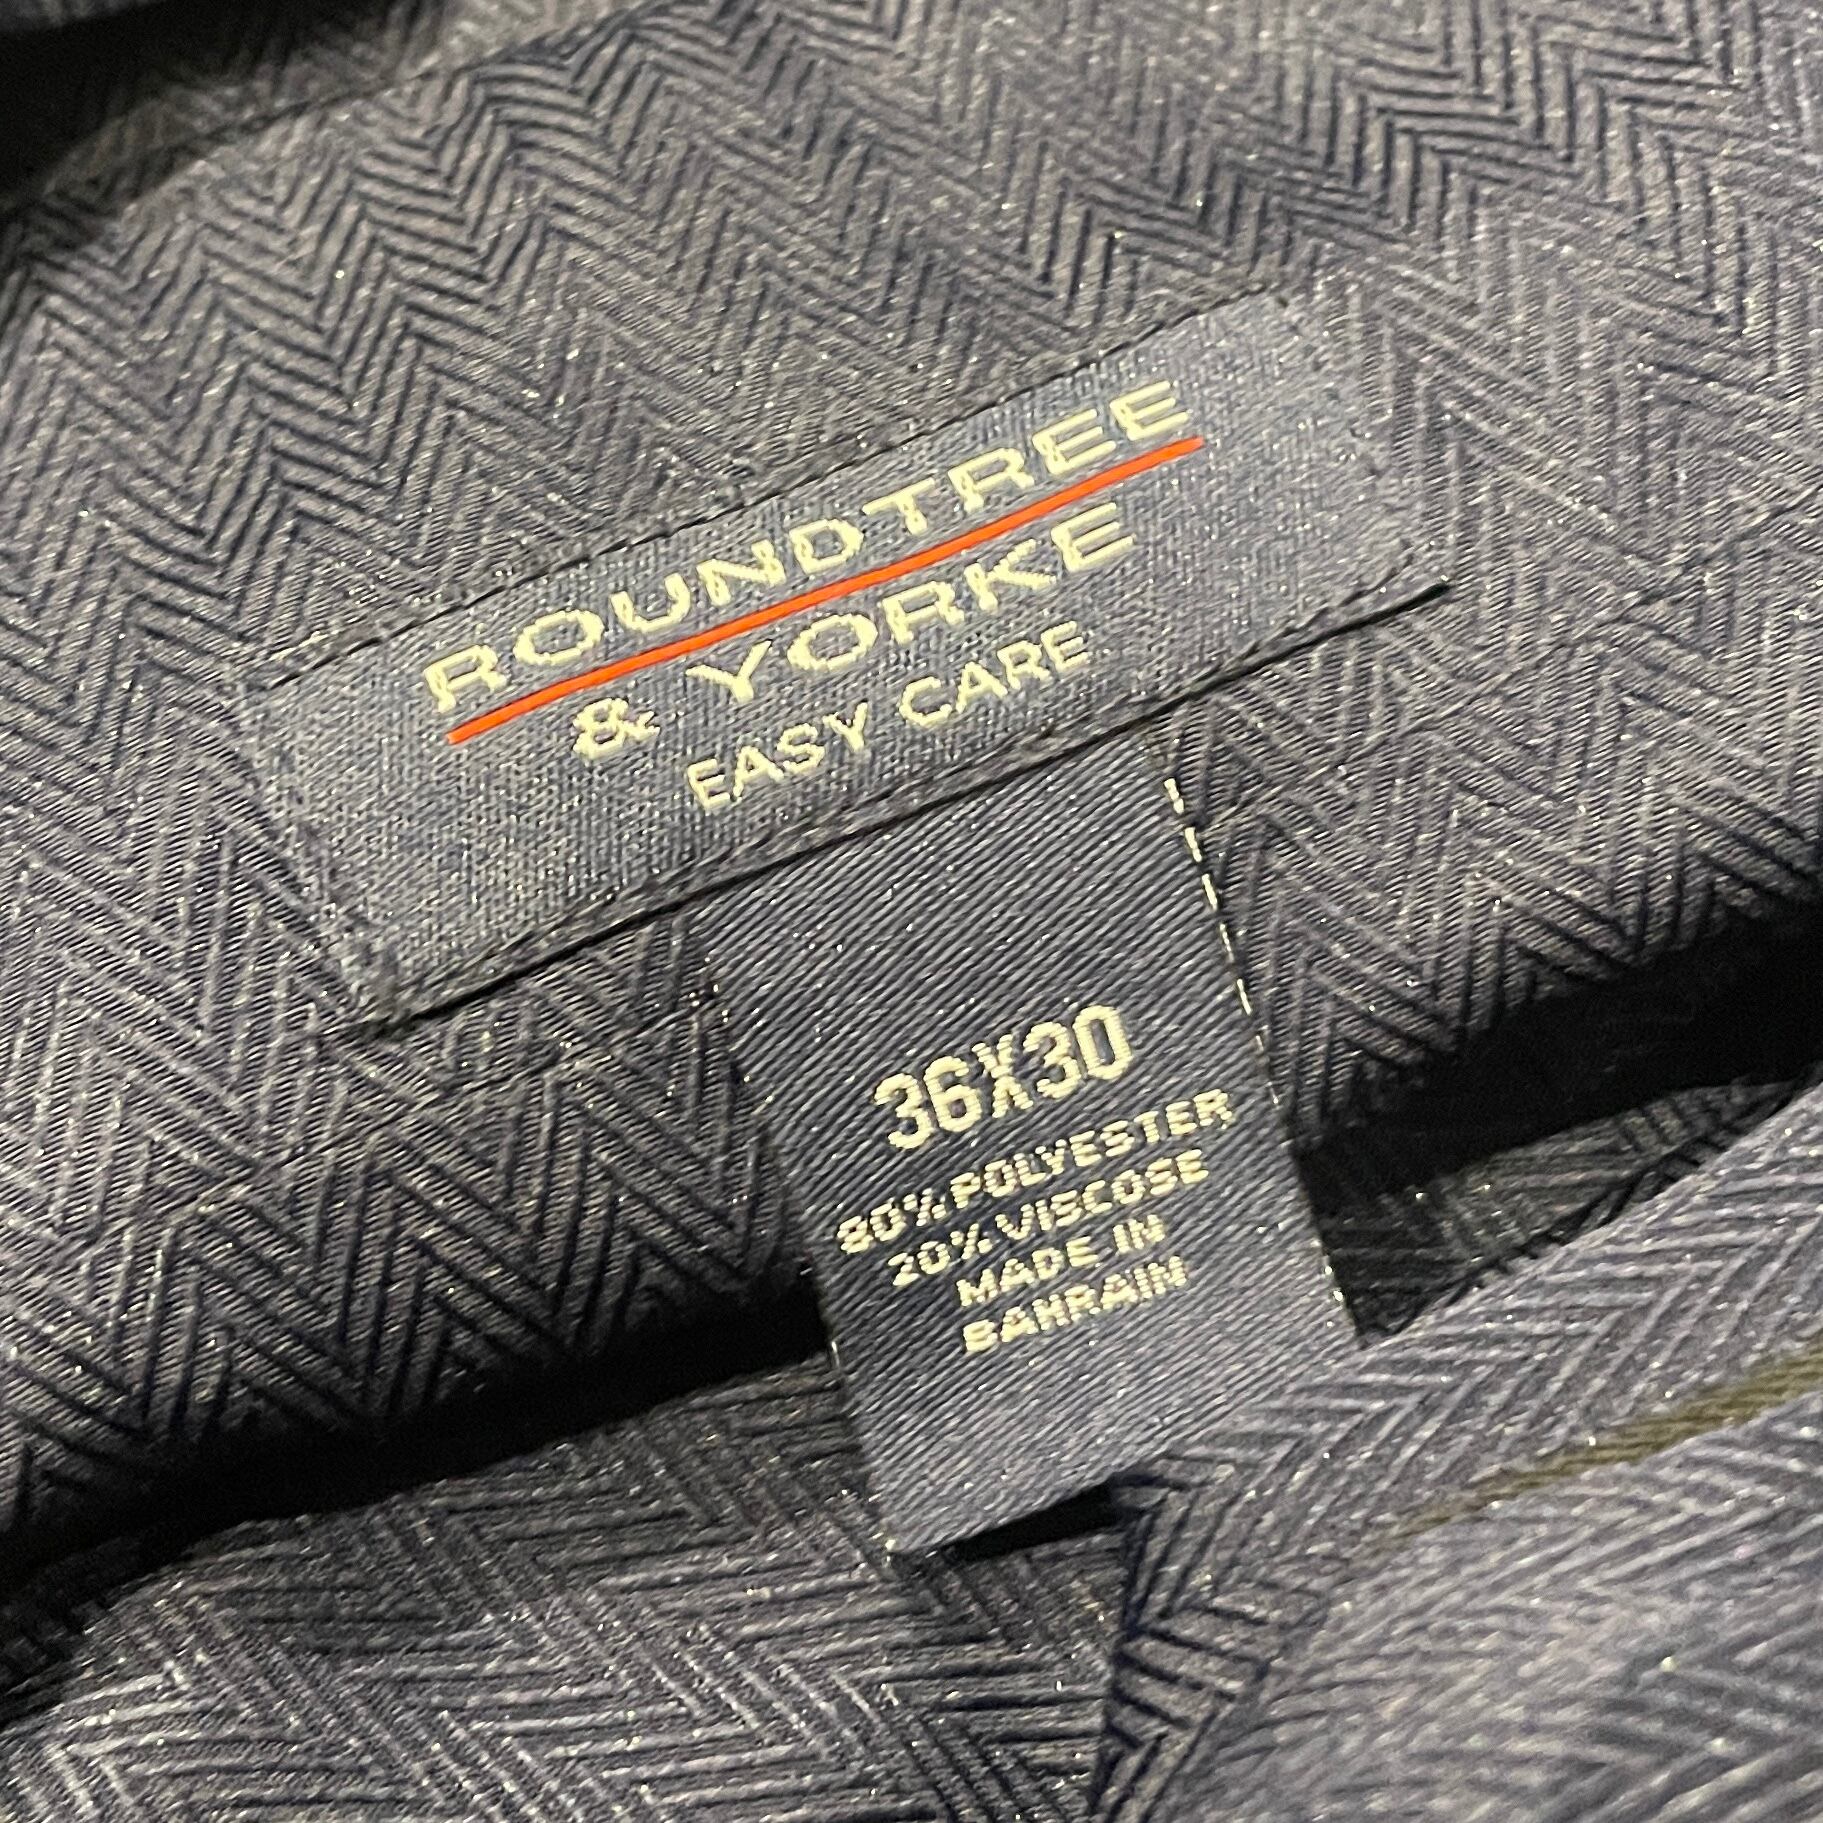 ROUNDTREE
& YORKE
EASY CARE
36X30
80% POLYESTER
20% VISCOSE
MADE IN
BAHRAIN